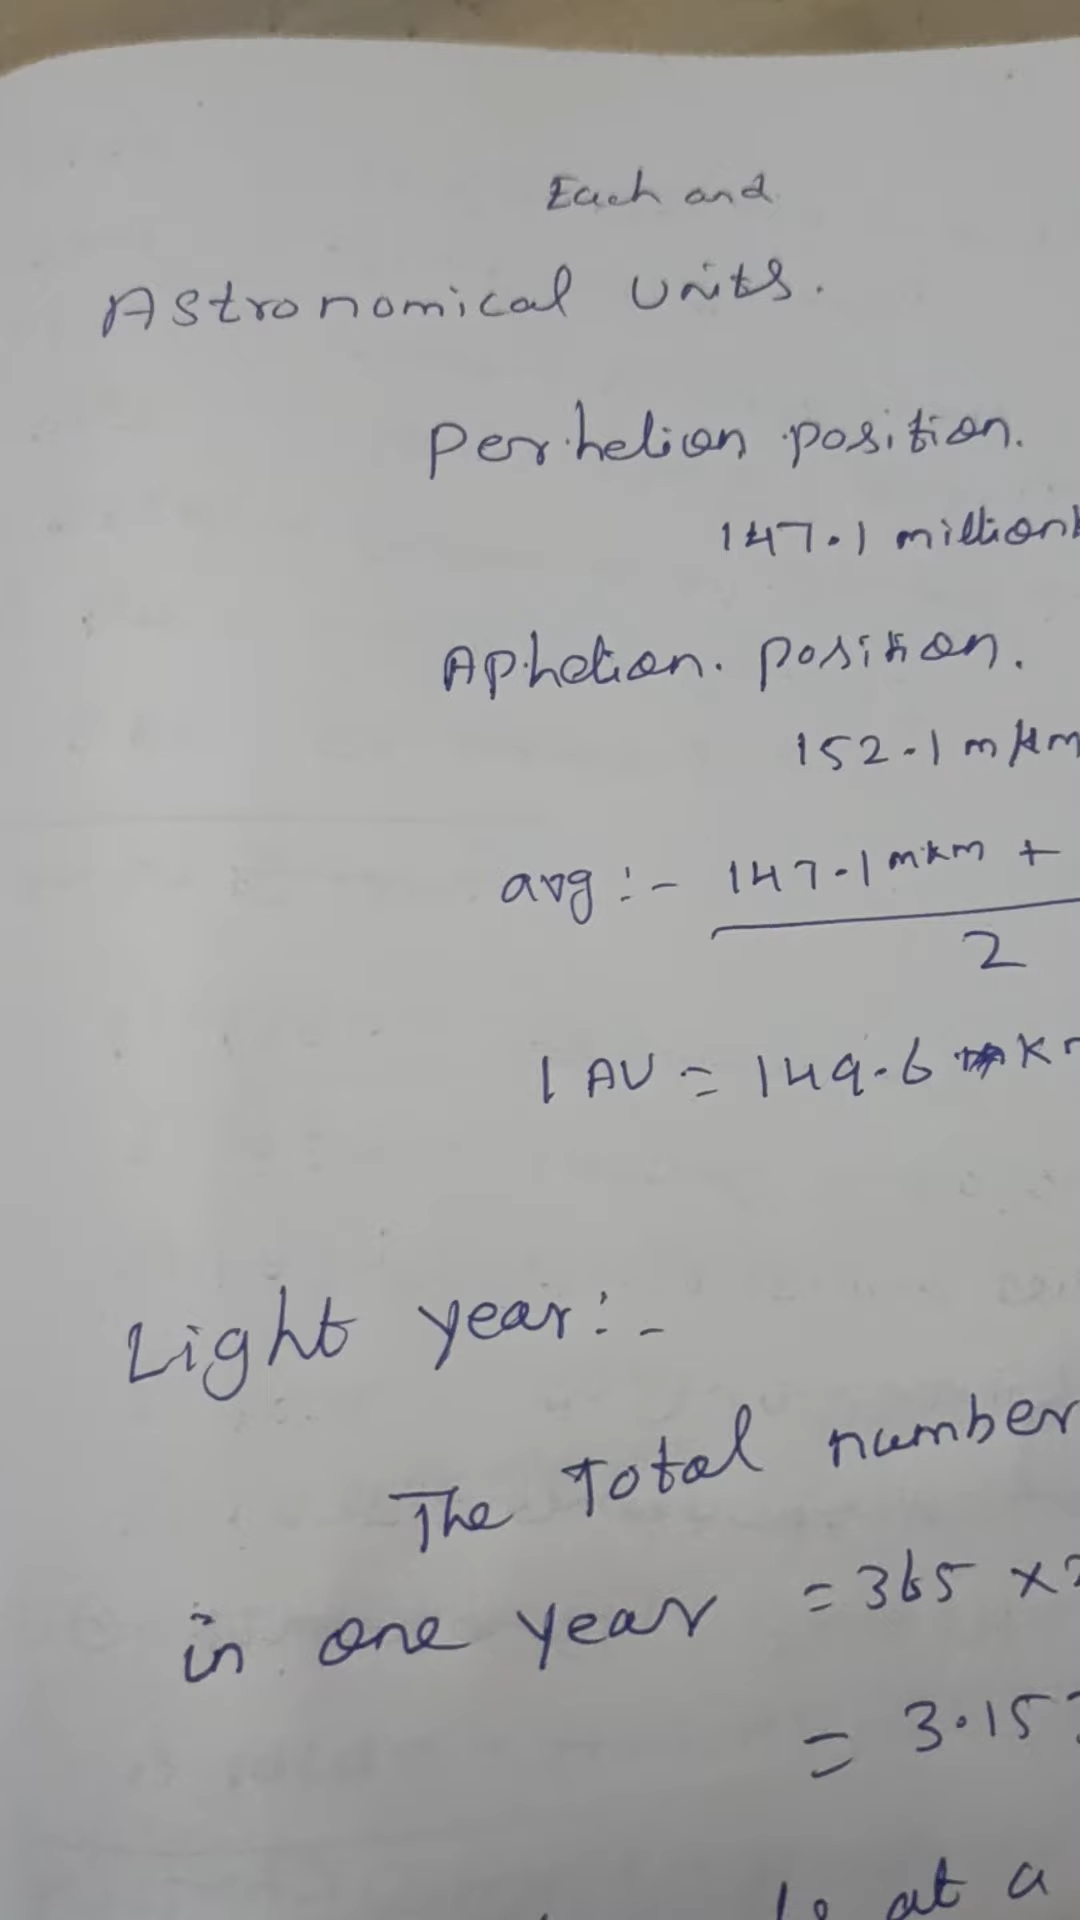 Each and
Astronomical Units.
Perihelion position.
147.1 million
Aphelion. position.
152.1 mkm
avg :- 147.1 mkm +
2
1 AU = 149.6 k
Light year :-
The Total number
in one year = 365 x
= 3.15
at a